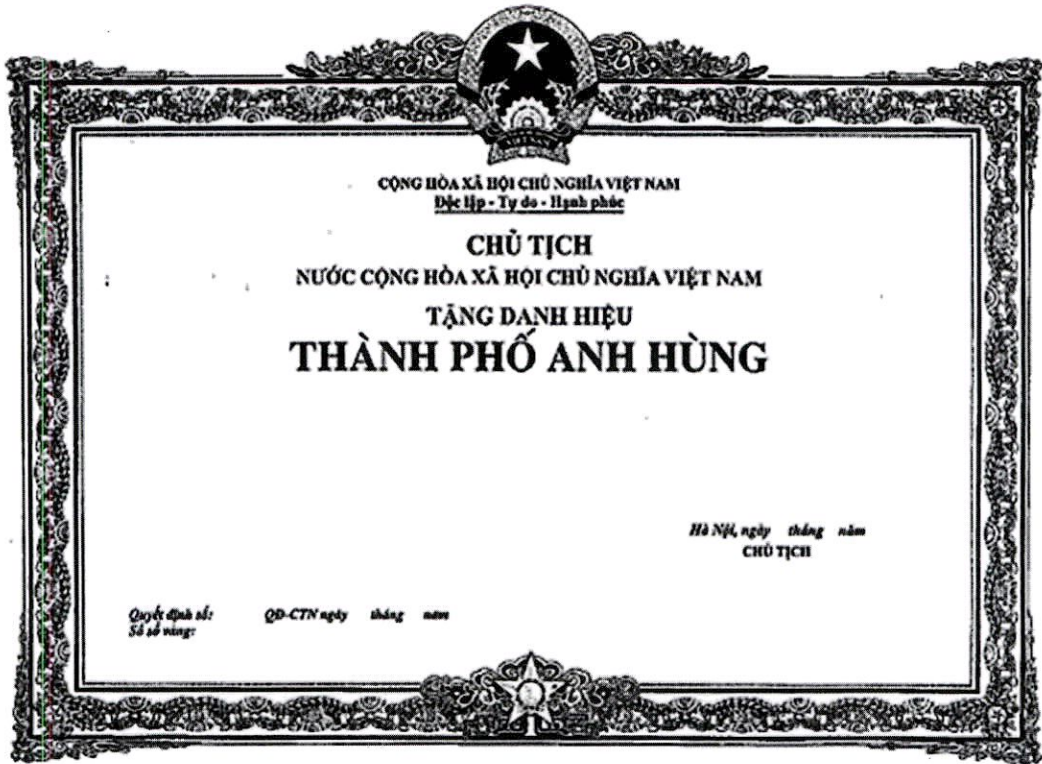 CỘNG HÒA XÃ HỘI CHỦ NGHĨA VIỆT NAM
Độc lập - Tự do - Hạnh phúc
CHỦ TỊCH
NƯỚC CỘNG HÒA XÃ HỘI CHỦ NGHĨA VIỆT NAM
TẶNG DANH HIỆU
THÀNH PHỐ ANH HÙNG
Hà Nội, ngày tháng năm
CHỦ TỊCH
Quyết định số: QĐ-CTN ngày tháng năm
Số sổ vàng: